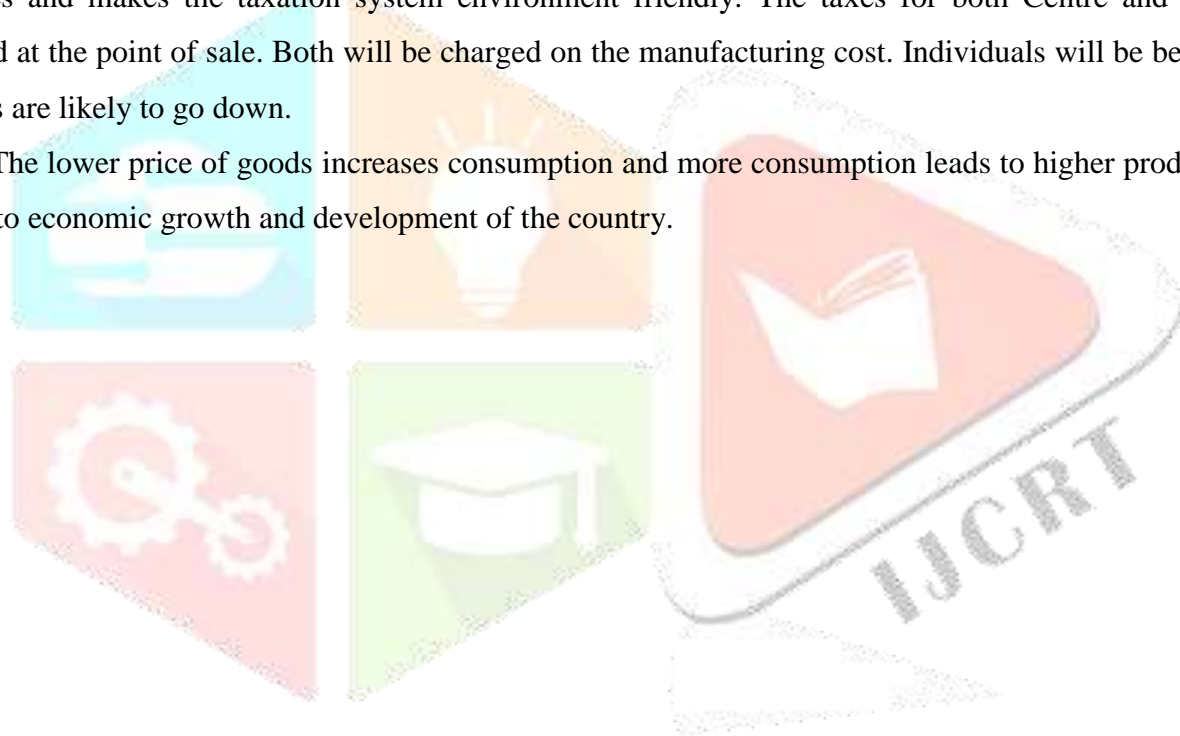 and makes the taxation system environment friendly. The taxes for both Centre and
at the point of sale. Both will be charged on the manufacturing cost. Individuals will be
are likely to go down.
The lower price of goods increases consumption and more consumption leads to higher
to economic growth and development of the country.
IJCRT